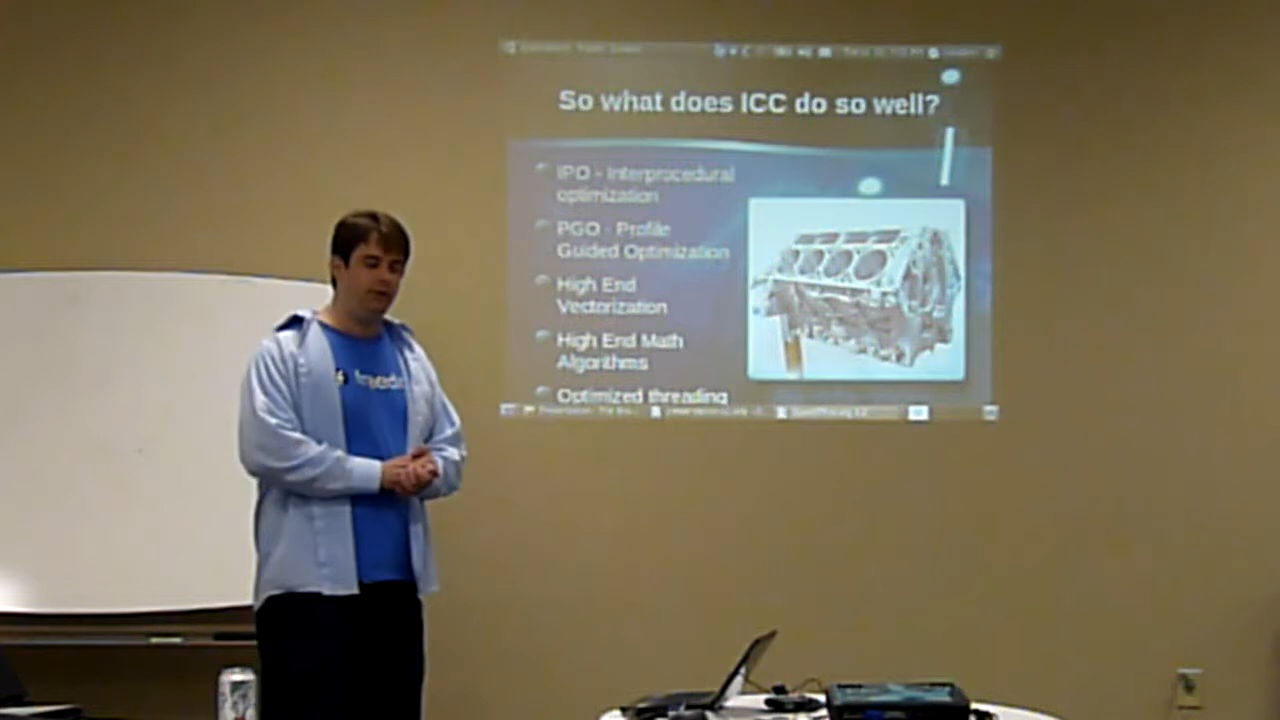 So what does ICC do so well?
IPO - Interprocedural
optimization
PGO - Profile
Guided Optimization
High End
Vectorization
High End Math
Algorithms
Optimized threading